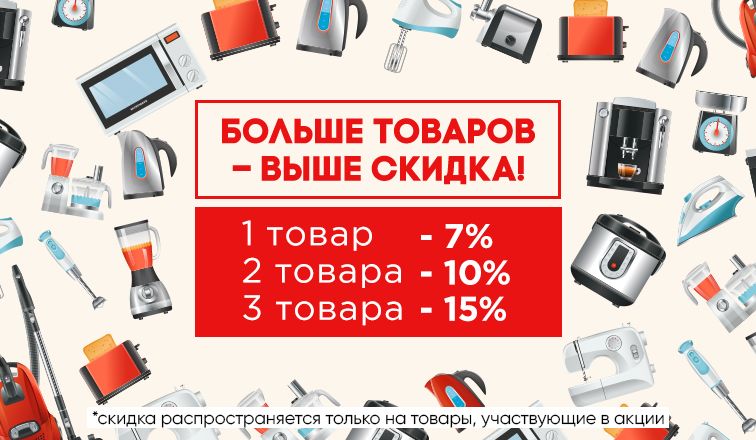 БОЛЬШЕ ТОВАРОВ
– ВЫШЕ СКИДКА!
1 товар - 7%
2 товара - 10%
3 товара - 15%
*скидка распространяется только на товары, участвующие в акции